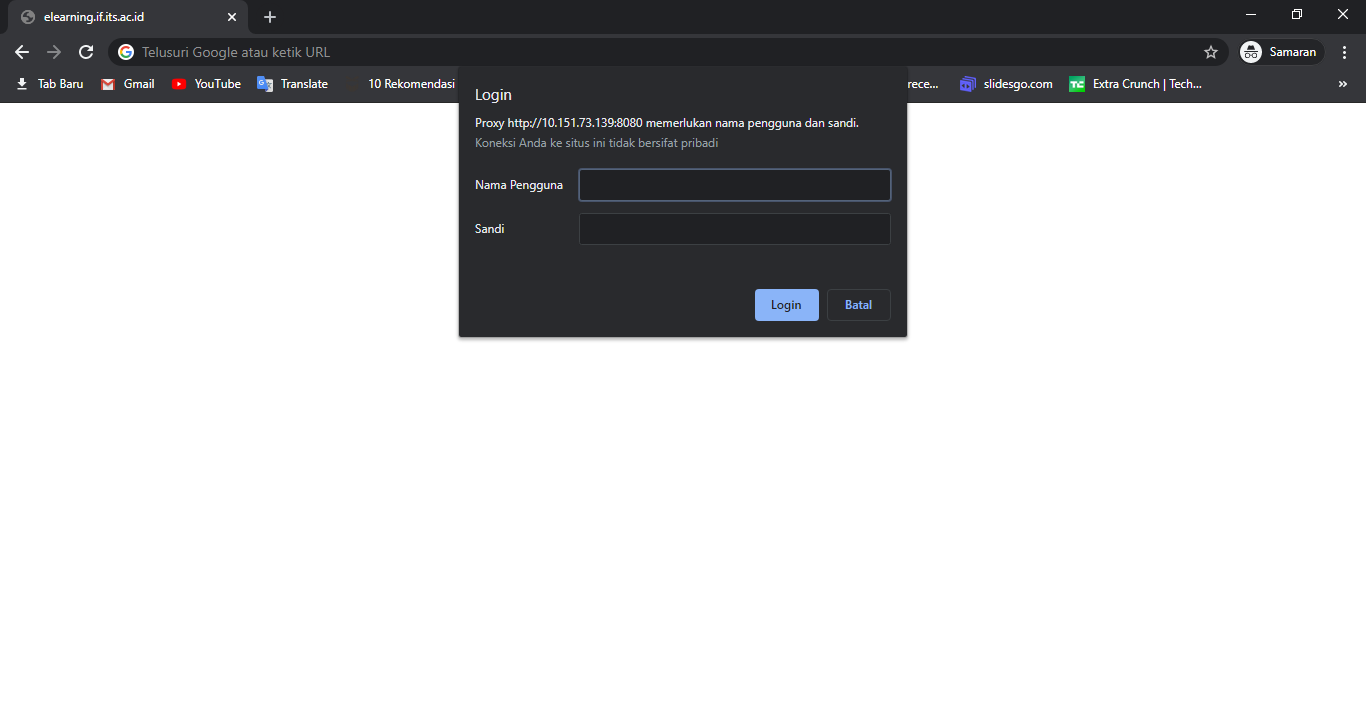 elearning.if.its.ac.id
Telusuri Google atau ketik URL
Samaran
Tab Baru Gmail YouTube Translate 10 Rekomendasi rece... slidesgo.com TC Extra Crunch | Tech... »
Login
Proxy http://10.151.73.139:8080 memerlukan nama pengguna dan sandi.
Koneksi Anda ke situs ini tidak bersifat pribadi
Nama Pengguna
Sandi
Login Batal